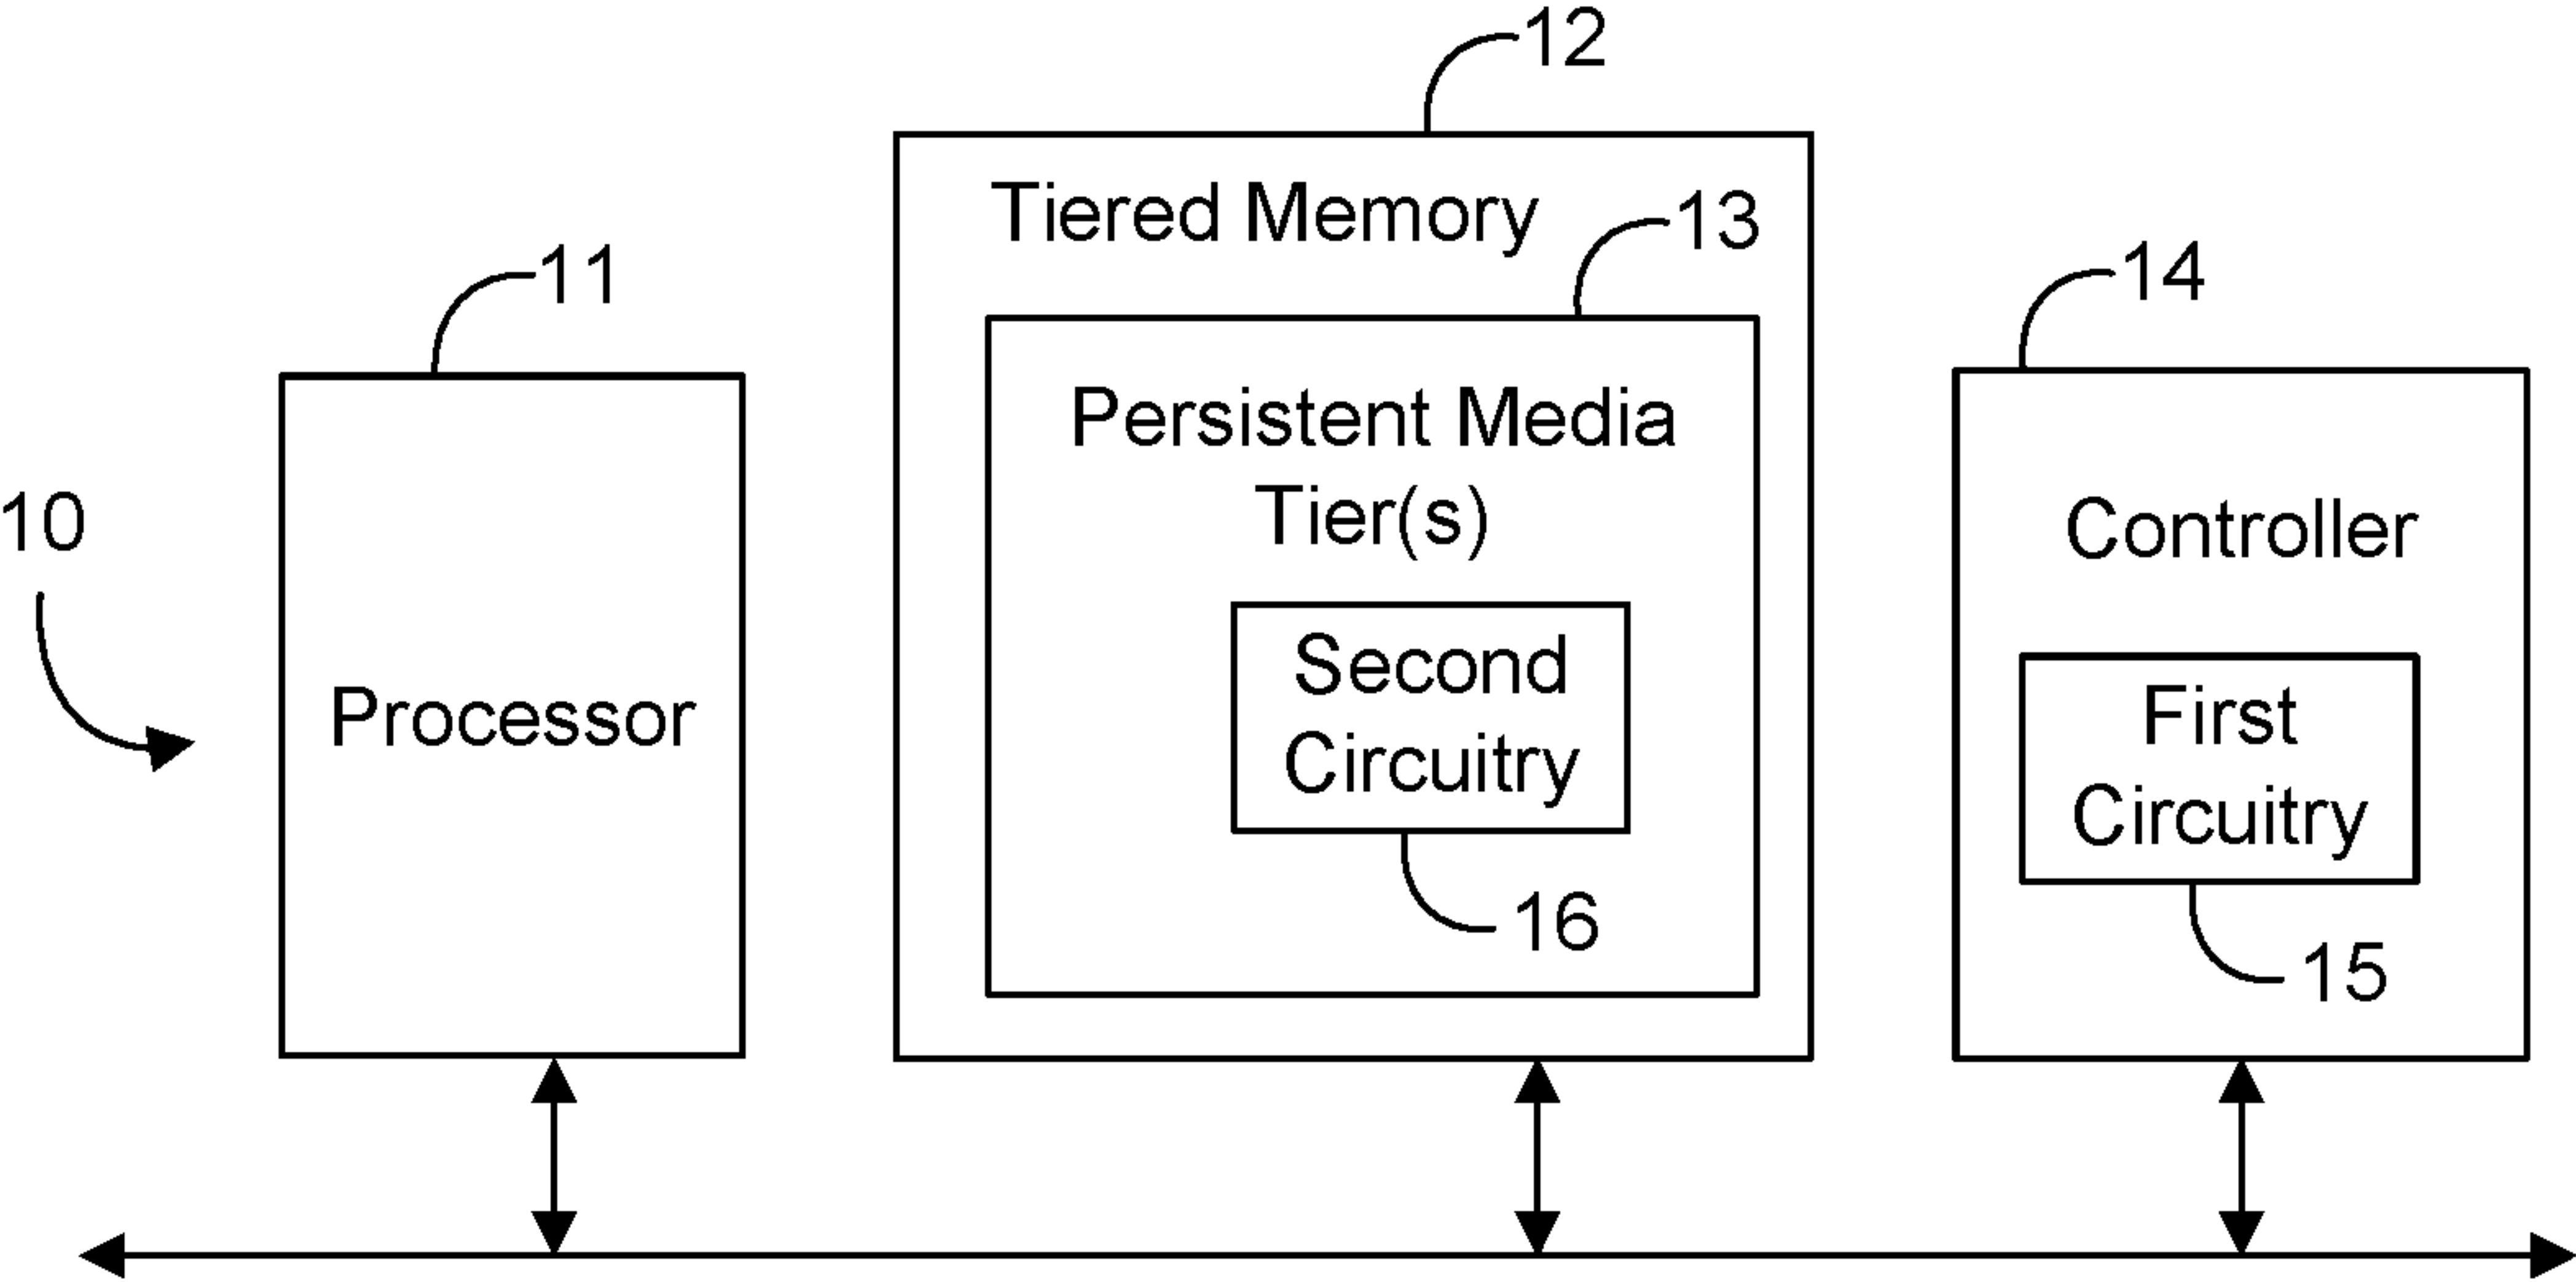 12
Tiered Memory
13
11
14
Persistent Media
Tier(s)
Controller
10
Second
Circuitry
Processor
First
Circuitry
16
15